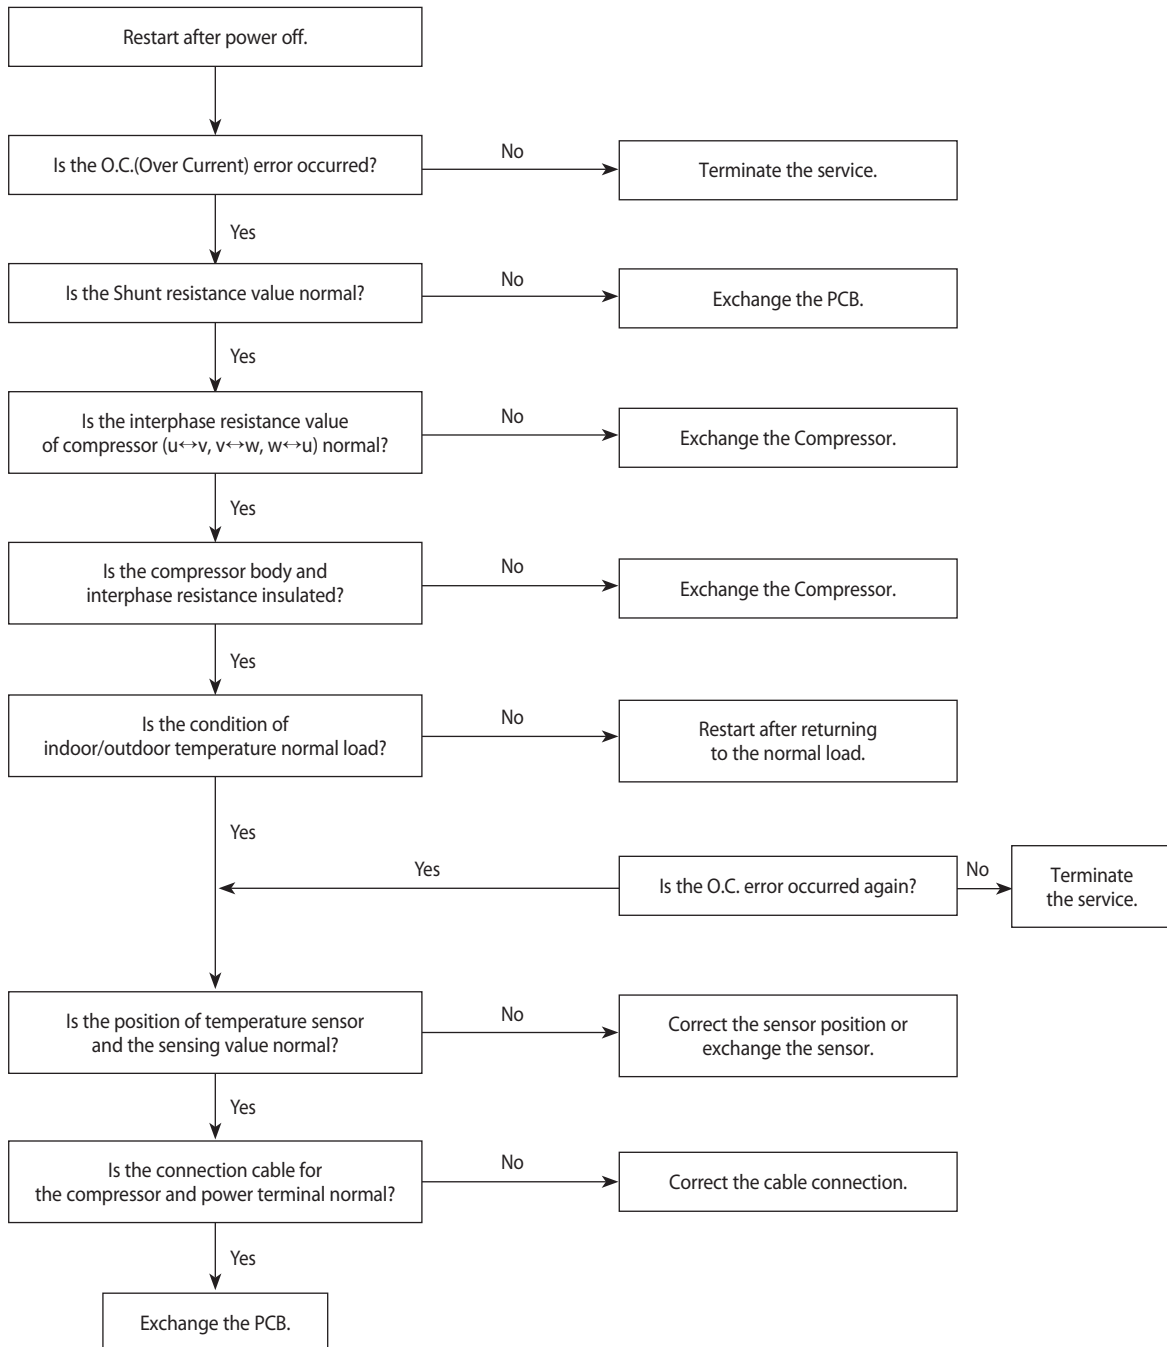 Restart after power off.
Is the O.C.(Over Current) error occurred?
No
Terminate the service.
Yes
Is the Shunt resistance value normal?
No
Exchange the PCB.
Yes
Is the interphase resistance value
of compressor (u↔v, v↔w, w↔u) normal?
No
Exchange the Compressor.
Yes
Is the compressor body and
interphase resistance insulated?
No
Exchange the Compressor.
Yes
Is the condition of
indoor/outdoor temperature normal load?
No
Restart after returning
to the normal load.
Yes
Yes
Is the O.C. error occurred again?
No
Terminate
the service.
Is the position of temperature sensor
and the sensing value normal?
No
Correct the sensor position or
exchange the sensor.
Yes
Is the connection cable for
the compressor and power terminal normal?
No
Correct the cable connection.
Yes
Exchange the PCB.